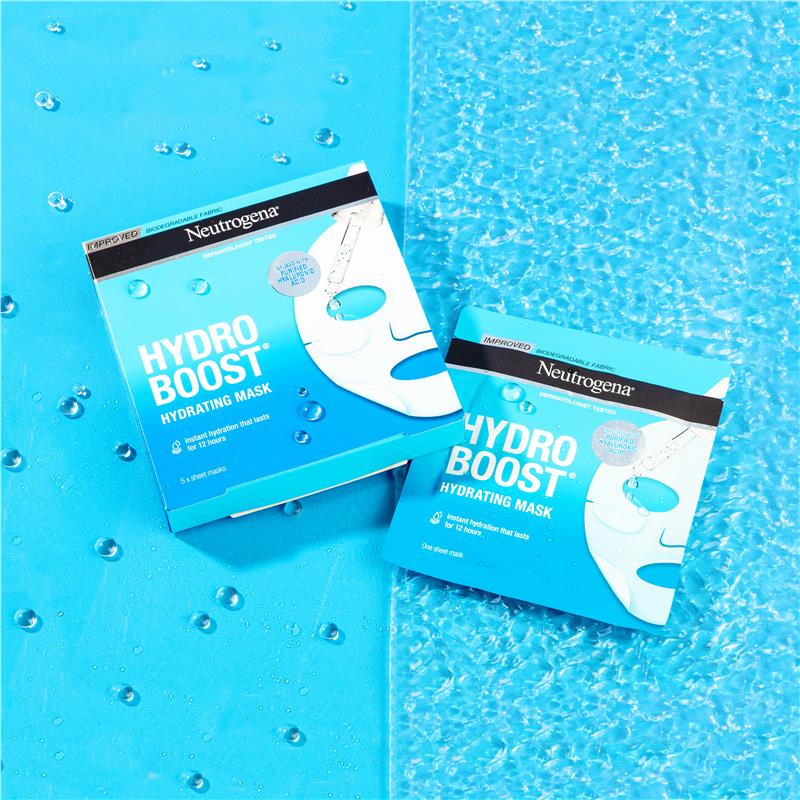 IMPROVED BIODEGRADABLE FABRIC
Neutrogena®
DERMATOLOGIST TESTED
INFUSED WITH
PURIFIED
HYALURONIC
ACID
HYDRO
BOOST®
HYDRATING MASK
instant hydration that lasts
for 12 hours
5 x sheet masks
IMPROVED BIODEGRADABLE FABRIC
Neutrogena®
DERMATOLOGIST TESTED
PURIFIED
HYALURONIC
ACID
HYDRO
BOOST®
HYDRATING MASK
instant hydration that lasts
for 12 hours
One sheet mask